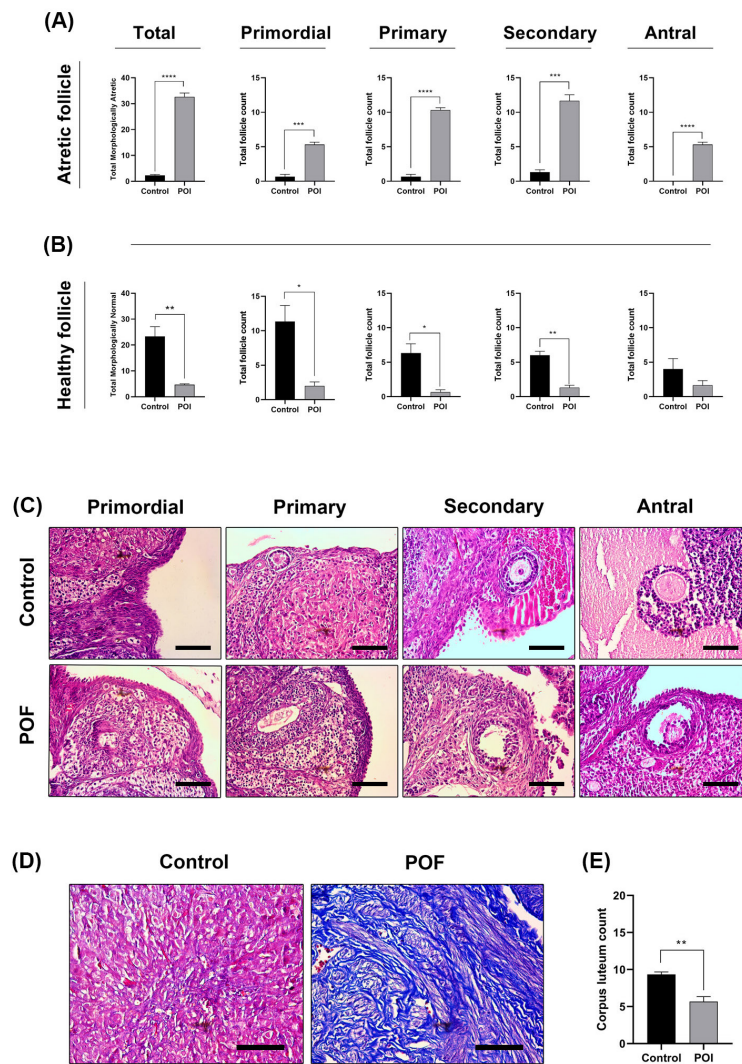 (A)
Total
Primordial
Primary
Secondary
Antral
Atretic follicle
Total Morphologically Atretic
40
30
20
10
0
****
Control
POI
Total follicle count
15
10
5
0
***
Control
POI
Total follicle count
15
10
5
0
****
Control
POI
Total follicle count
15
10
5
0
***
Control
POI
Total follicle count
15
10
5
0
****
Control
POI
(B)
Healthy follicle
Total Morphologically Normal
40
30
20
10
0
**
Control
POI
Total follicle count
15
10
5
0
*
Control
POI
Total follicle count
15
10
5
0
*
Control
POI
Total follicle count
15
10
5
0
**
Control
POI
Total follicle count
15
10
5
0
Control
POI
(C)
Primordial
Primary
Secondary
Antral
Control
POF
(D)
Control
POF
(E)
Corpus luteum count
20
15
10
5
0
**
Control
POI